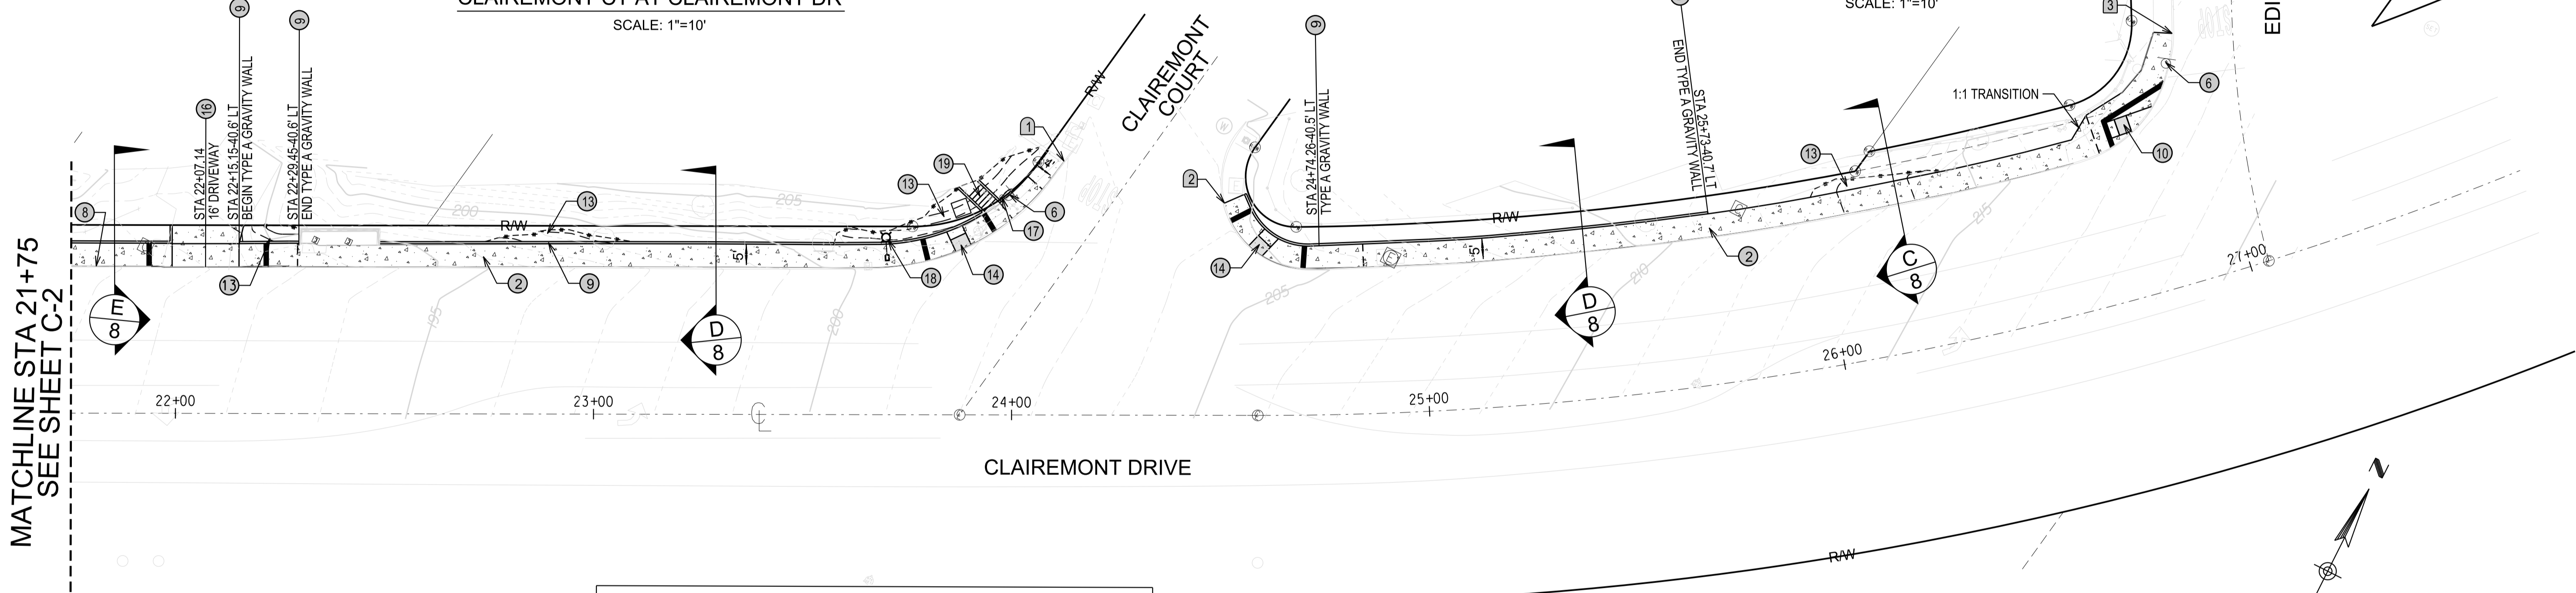 SCALE: 1"=10'
SCALE: 1"=10'
EDI
9
9
9
3
6
10
1:1 TRANSITION
13
C
8
16
STA 22+07.14
16' DRIVEWAY
STA 22+15.15-40.6' LT
BEGIN TYPE A GRAVITY WALL
STA 22+29.45-40.6' LT
END TYPE A GRAVITY WALL
STA 24+74.26-40.5' LT
TYPE A GRAVITY WALL
END TYPE A GRAVITY WALL
STA 25+73-40.7' LT
CLAIREMONT
COURT
R/W
1
19
13
13
6
17
18
14
2
14
2
8
13
2
9
5'
5'
R/W
R/W
200
205
195
200
205
210
215
E
8
D
8
D
8
MATCHLINE STA 21+75
SEE SHEET C-2
22+00
23+00
24+00
25+00
26+00
27+00
CL
CLAIREMONT DRIVE
R/W
N
STOP
E
W